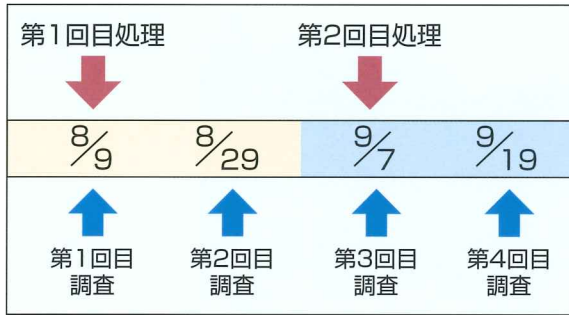 第1回目処理 第2回目処理
8/9 8/29 9/7 9/19
第1回目 第2回目 第3回目 第4回目
調査 調査 調査 調査